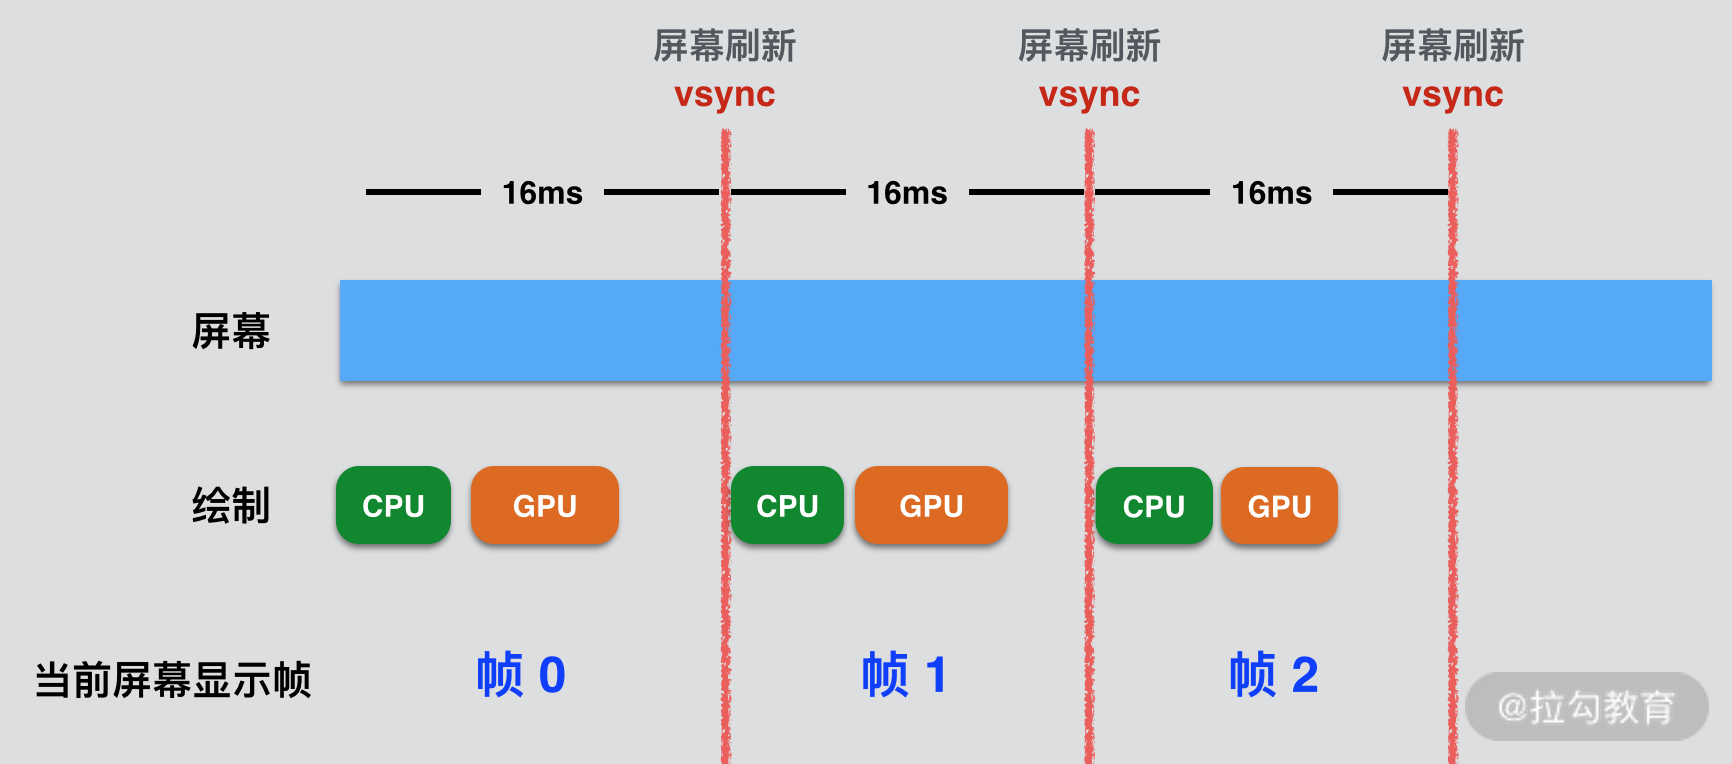 屏幕刷新 屏幕刷新 屏幕刷新
vsync vsync vsync
16ms 16ms 16ms
屏幕
绘制 CPU GPU CPU GPU CPU GPU
当前屏幕显示帧 帧 0 帧 1 帧 2
@拉勾教育